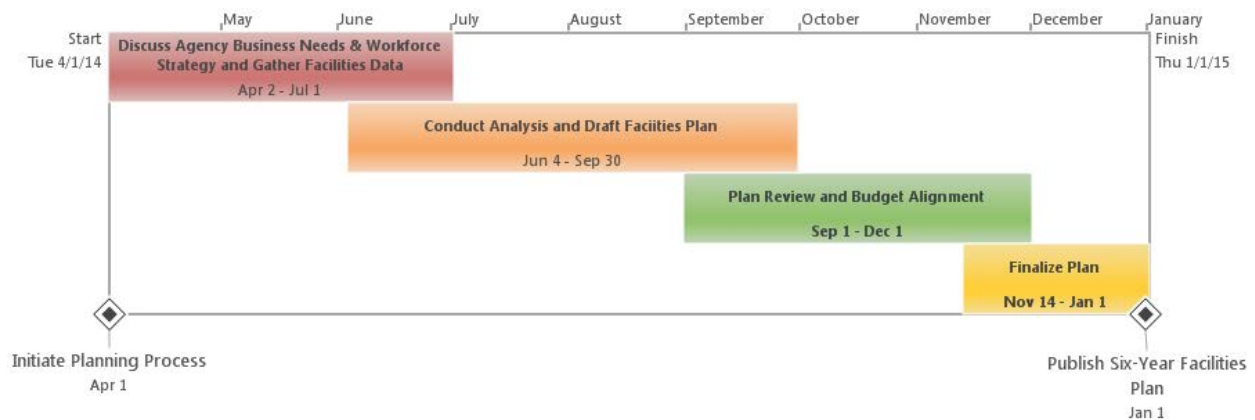 May
June
July
August
September
October
November
December
January
Start
Tue 4/1/14
Finish
Thu 1/1/15
Discuss Agency Business Needs & Workforce
Strategy and Gather Facilities Data
Apr 2 - Jul 1
Conduct Analysis and Draft Faciities Plan
Jun 4 - Sep 30
Plan Review and Budget Alignment
Sep 1 - Dec 1
Finalize Plan
Nov 14 - Jan 1
Initiate Planning Process
Apr 1
Publish Six-Year Facilities
Plan
Jan 1